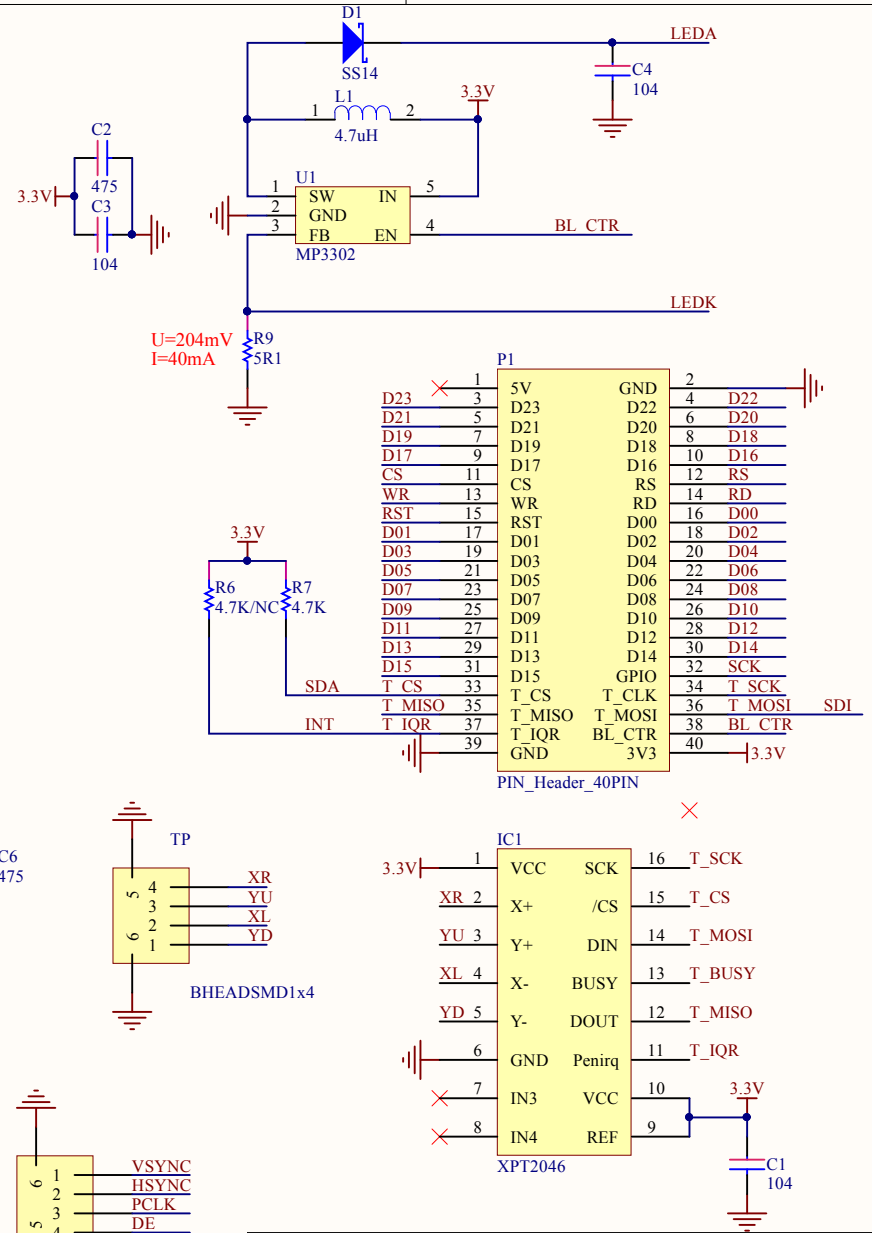 D1
SS14
LEDA
C4
104
L1
1 2
4.7uH
3.3V
C2
475
3.3V
C3
104
U1
1 SW IN 5
2 GND
3 FB EN 4
BL_CTR
MP3302
LEDK
U=204mV
I=40mA
R9
5R1
P1
1 5V GND 2
D23 3 D23 D22 4 D22
D21 5 D21 D20 6 D20
D19 7 D19 D18 8 D18
D17 9 D17 D16 10 D16
CS 11 CS RS 12 RS
WR 13 WR RD 14 RD
RST 15 RST D00 16 D00
D01 17 D01 D02 18 D02
D03 19 D03 D04 20 D04
D05 21 D05 D06 22 D06
D07 23 D07 D08 24 D08
D09 25 D09 D10 26 D10
D11 27 D11 D12 28 D12
D13 29 D13 D14 30 D14
D15 31 D15 GPIO 32 SCK
SDA T_CS 33 T_CS T_CLK 34 T_SCK
T_MISO 35 T_MISO T_MOSI 36 T_MOSI SDI
INT T_IQR 37 T_IQR BL_CTR 38 BL_CTR
39 GND 3V3 40 3.3V
PIN_Header_40PIN
3.3V
R6
4.7K/NC
R7
4.7K
C6
475
TP
5
6
4 XR
3 YU
2 XL
1 YD
BHEADSMD1x4
IC1
3.3V 1 VCC SCK 16 T_SCK
XR 2 X+ /CS 15 T_CS
YU 3 Y+ DIN 14 T_MOSI
XL 4 X- BUSY 13 T_BUSY
YD 5 Y- DOUT 12 T_MISO
6 GND Penirq 11 T_IQR
7 IN3 VCC 10
8 IN4 REF 9
XPT2046
3.3V
C1
104
6
5
1 VSYNC
2 HSYNC
3 PCLK
4 DE